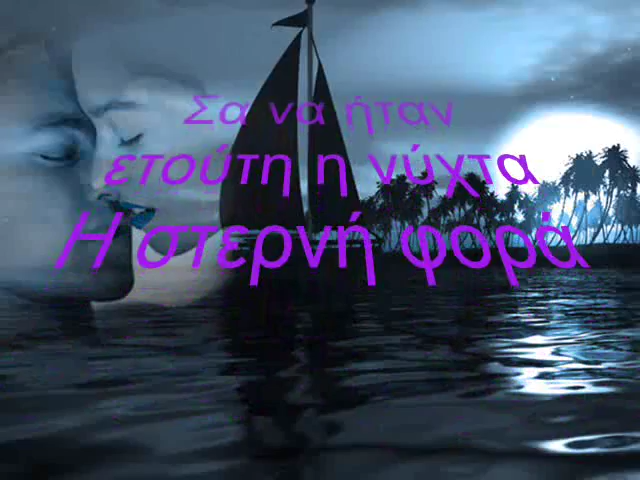 Σα να ήταν
ετούτη η νύχτα
Η στερνή φορά